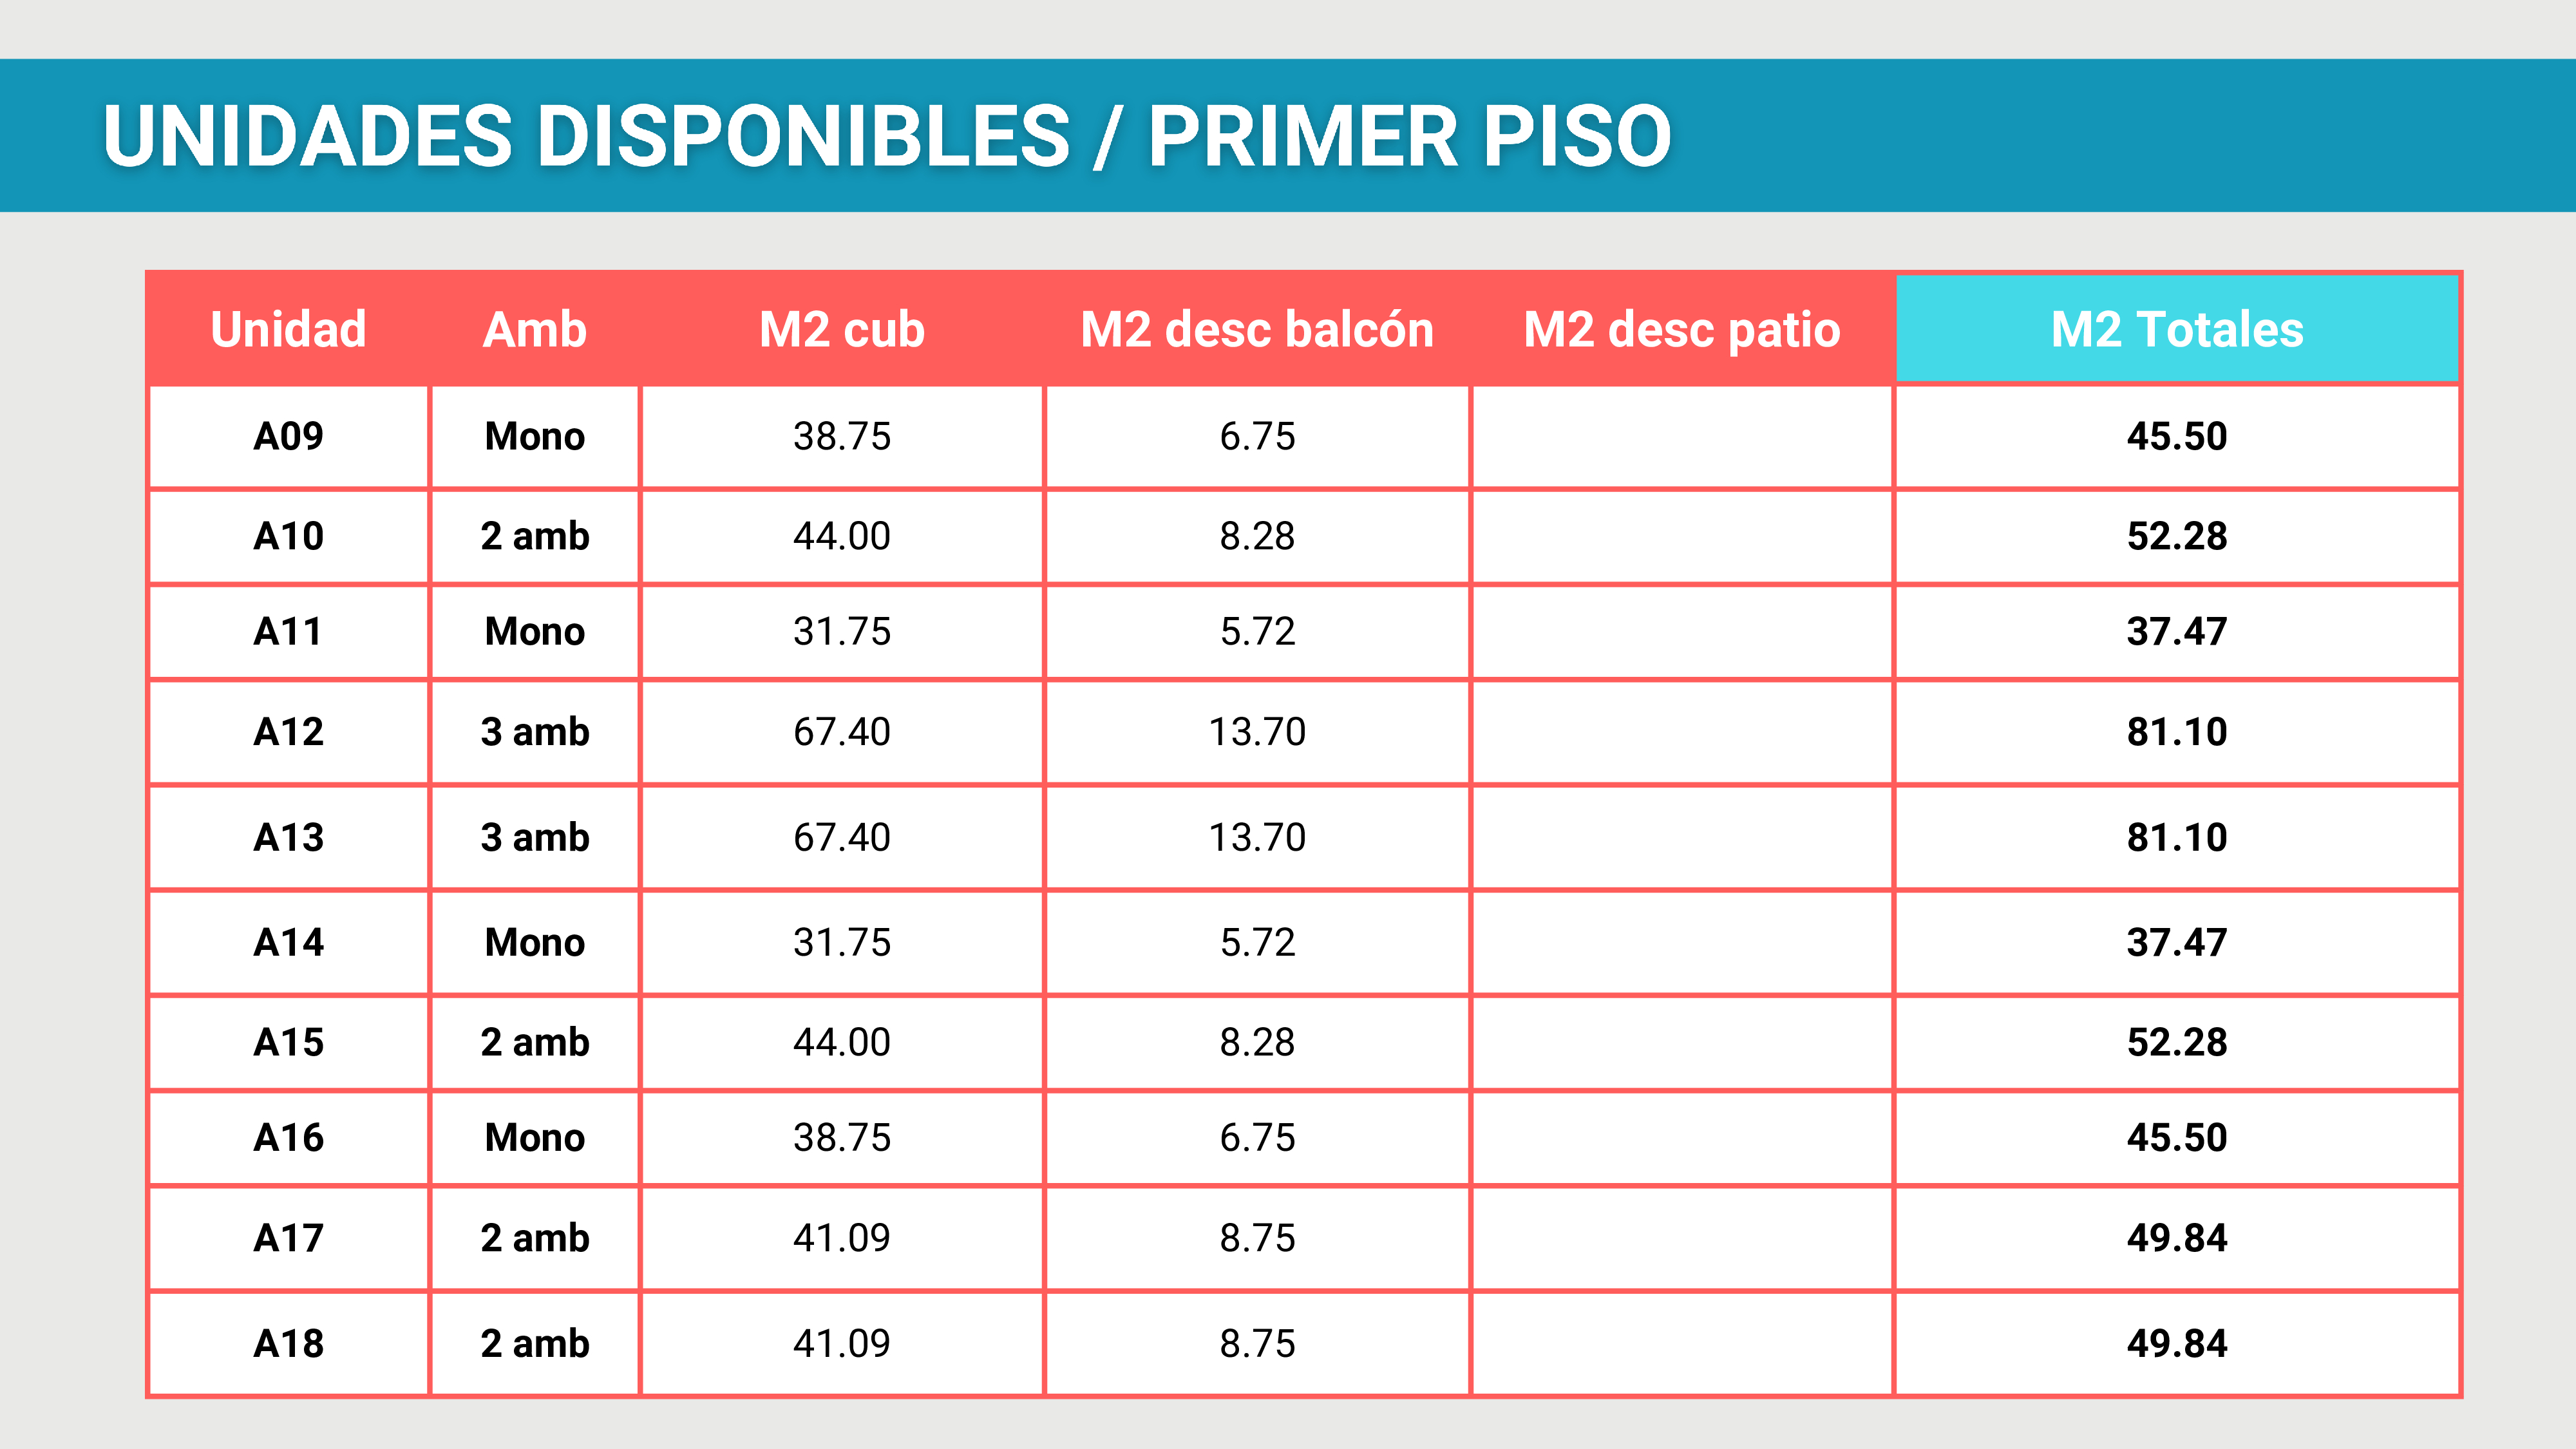 UNIDADES DISPONIBLES / PRIMER PISO
Unidad Amb M2 cub M2 desc balcón M2 desc patio M2 Totales
A09 Mono 38.75 6.75 45.50
A10 2 amb 44.00 8.28 52.28
A11 Mono 31.75 5.72 37.47
A12 3 amb 67.40 13.70 81.10
A13 3 amb 67.40 13.70 81.10
A14 Mono 31.75 5.72 37.47
A15 2 amb 44.00 8.28 52.28
A16 Mono 38.75 6.75 45.50
A17 2 amb 41.09 8.75 49.84
A18 2 amb 41.09 8.75 49.84